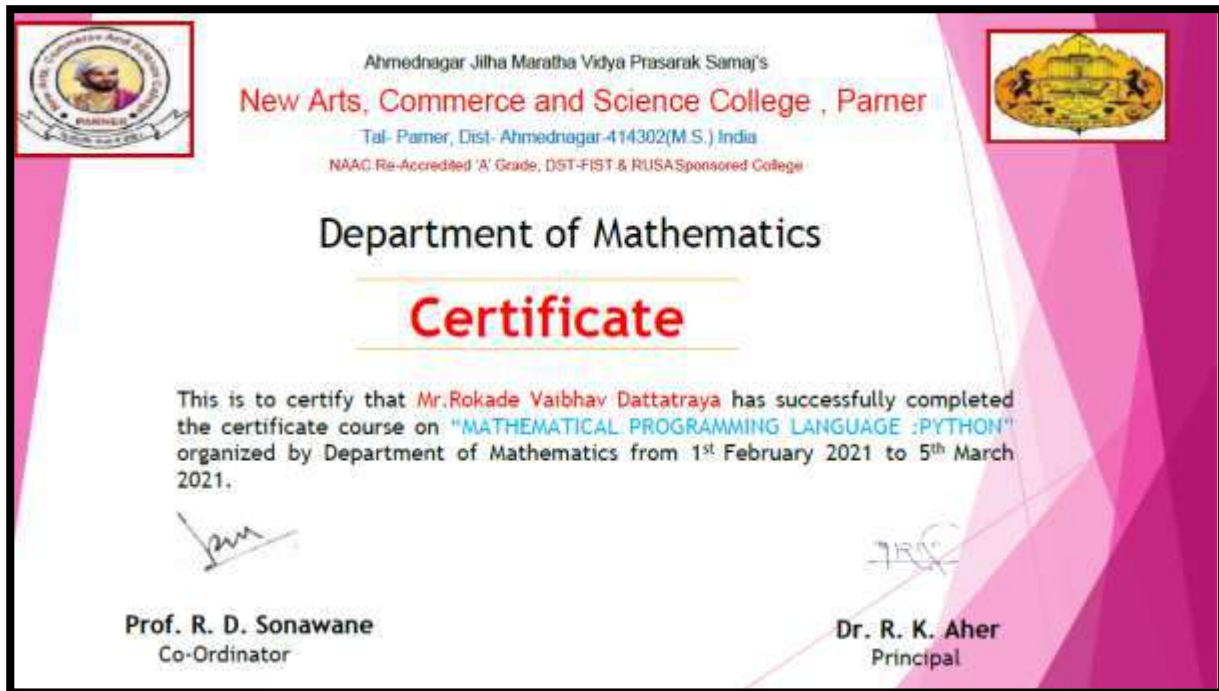 Ahmednagar Jilha Maratha Vidya Prasarak Samaj's
New Arts, Commerce and Science College , Parner
Tal- Parner, Dist- Ahmednagar-414302(M.S.) India
NAAC Re-Accredited 'A' Grade, DST-FIST & RUSA Sponsored College
PARNER
Department of Mathematics
Certificate
This is to certify that Mr.Rokade Vaibhav Dattatraya has successfully completed
the certificate course on “MATHEMATICAL PROGRAMMING LANGUAGE :PYTHON”
organized by Department of Mathematics from 1st February 2021 to 5th March
2021.
Prof. R. D. Sonawane
Co-Ordinator
Dr. R. K. Aher
Principal